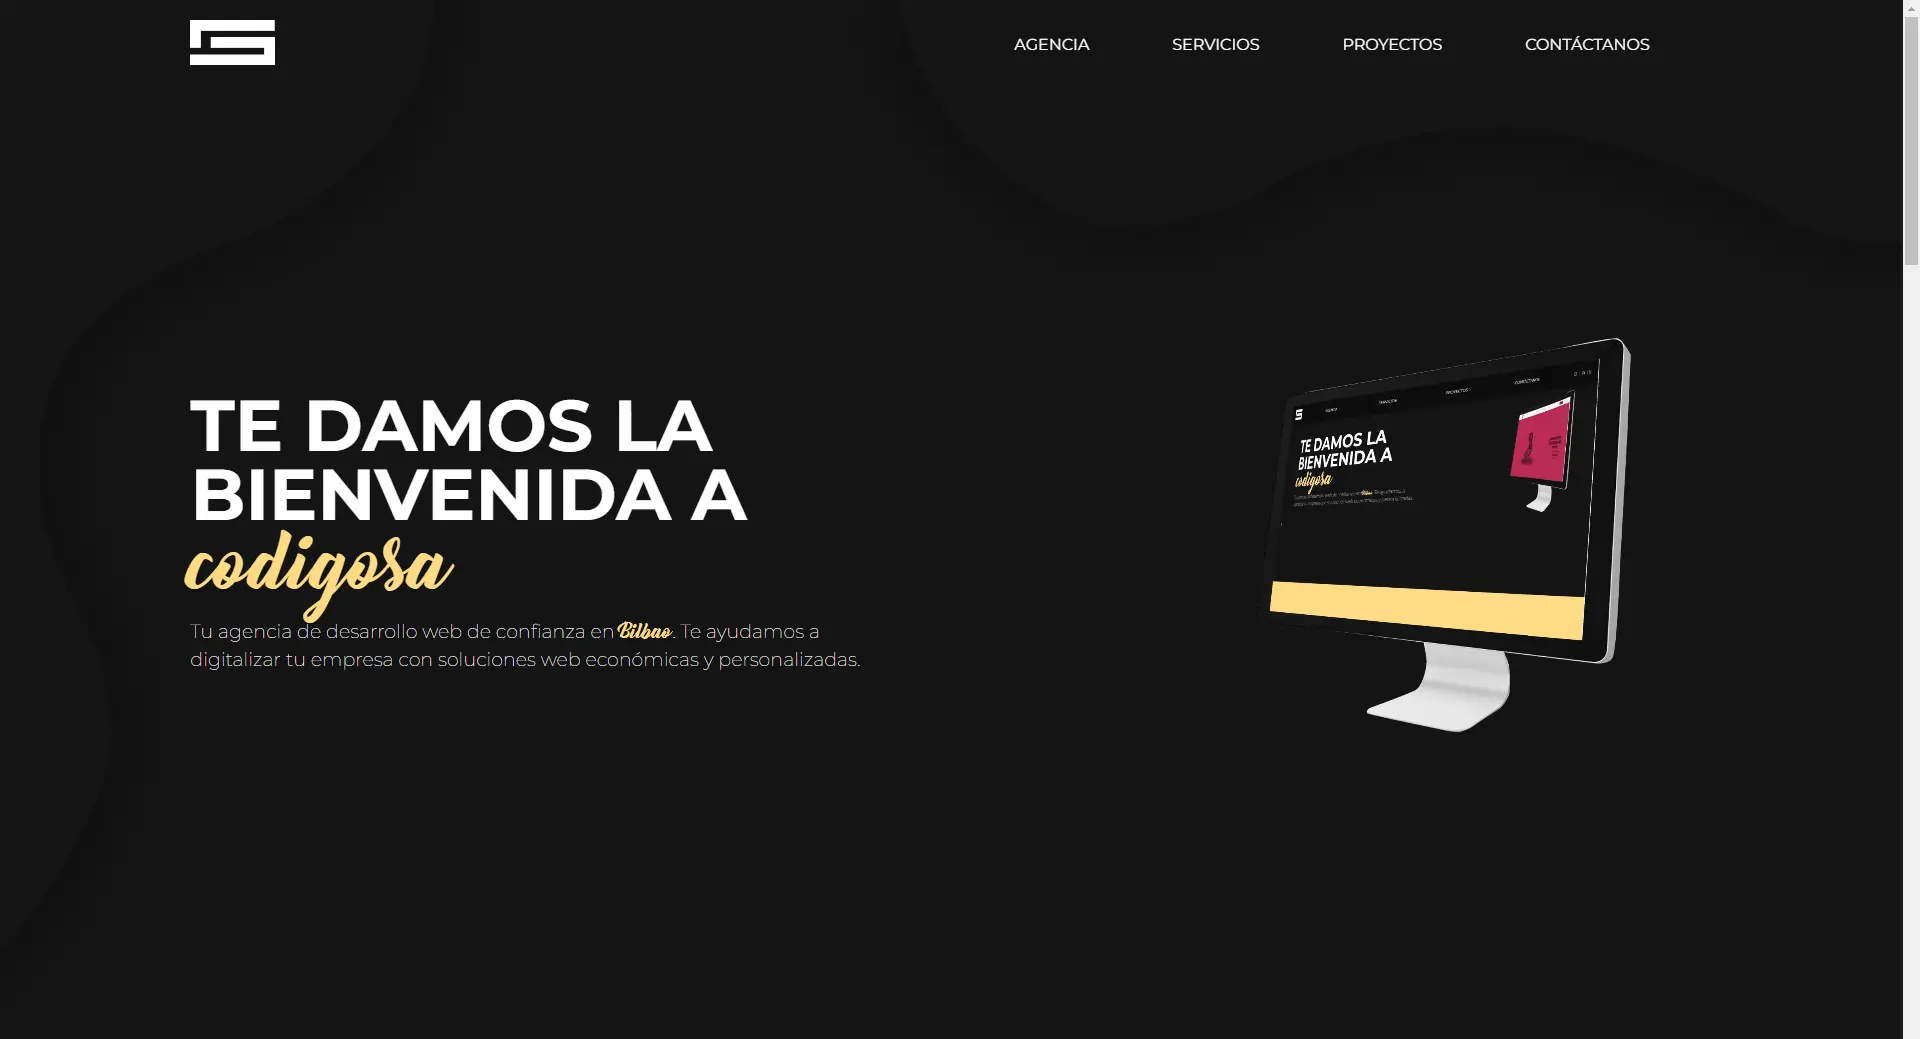 AGENCIA
SERVICIOS
PROYECTOS
CONTÁCTANOS
TE DAMOS LA
BIENVENIDA A
codigosa
Tu agencia de desarrollo web de confianza en Bilbao. Te ayudamos a
digitalizar tu empresa con soluciones web económicas y personalizadas.
PROYECTOS
TE DAMOS LA
BIENVENIDA A
codigosa